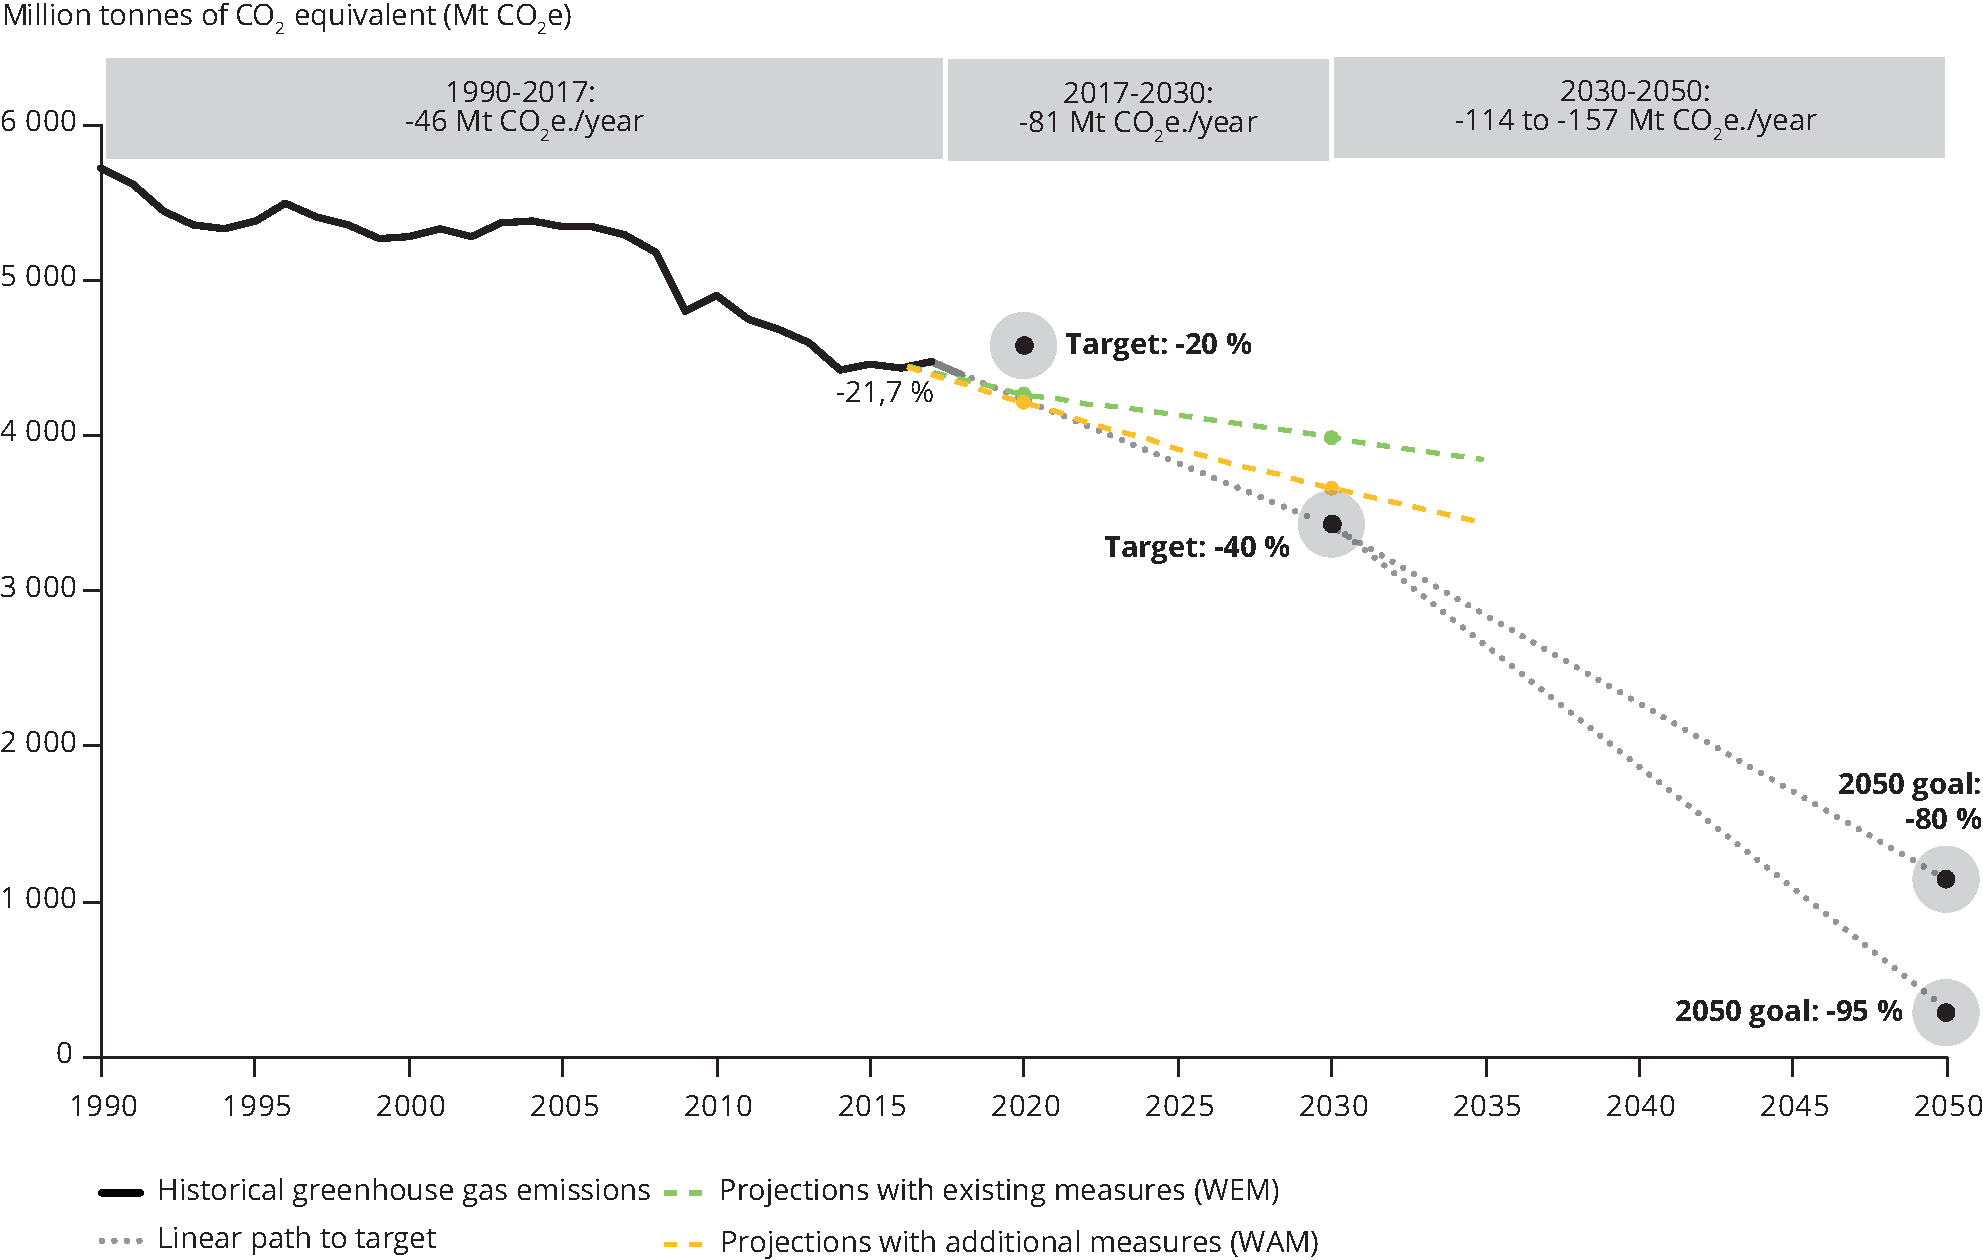 Million tonnes of CO₂ equivalent (Mt CO₂e)
1990-2017:
-46 Mt CO₂e./year
2017-2030:
-81 Mt CO₂e./year
2030-2050:
-114 to -157 Mt CO₂e./year
6 000
5 000
4 000
3 000
2 000
1 000
0
Target: -20 %
-21,7 %
Target: -40 %
2050 goal:
-80 %
2050 goal: -95 %
1990 1995 2000 2005 2010 2015 2020 2025 2030 2035 2040 2045 2050
Historical greenhouse gas emissions
Projections with existing measures (WEM)
Linear path to target
Projections with additional measures (WAM)